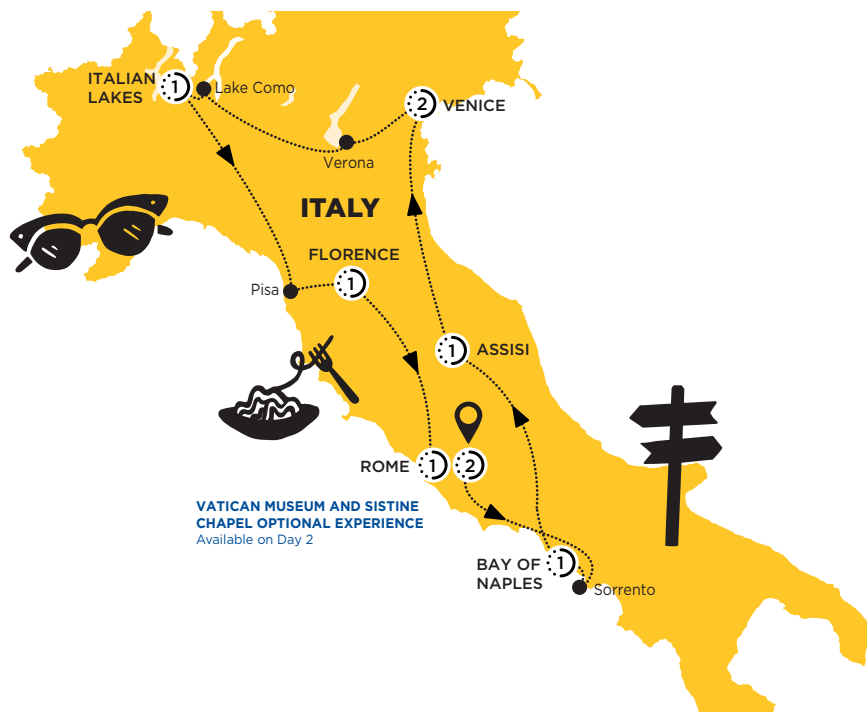 ITALIAN
LAKES
1
Lake Como
2
VENICE
Verona
ITALY
FLORENCE
1
Pisa
1
ASSISI
ROME
1
2
VATICAN MUSEUM AND SISTINE
CHAPEL OPTIONAL EXPERIENCE
Available on Day 2
BAY OF
NAPLES
1
Sorrento